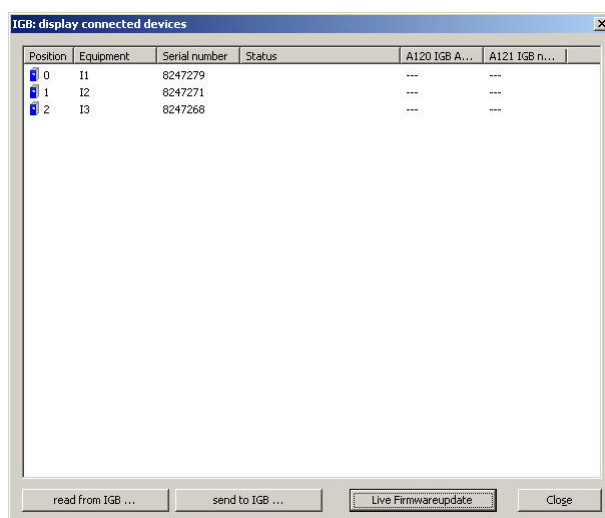 IGB: display connected devices
Position Equipment Serial number Status A120 IGB A... A121 IGB n...
0 I1 8247279 --- ---
1 I2 8247271 --- ---
2 I3 8247268 --- ---
read from IGB ... send to IGB ... Live Firmwareupdate Close